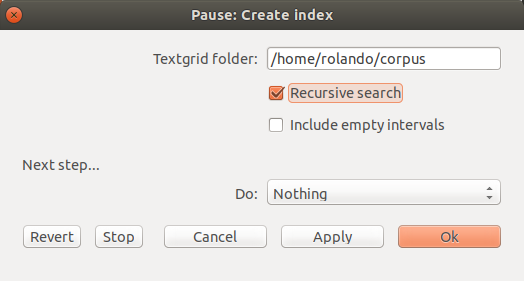 Pause: Create index
Textgrid folder: /home/rolando/corpus
Recursive search
Include empty intervals
Next step...
Do: Nothing
Revert Stop Cancel Apply Ok